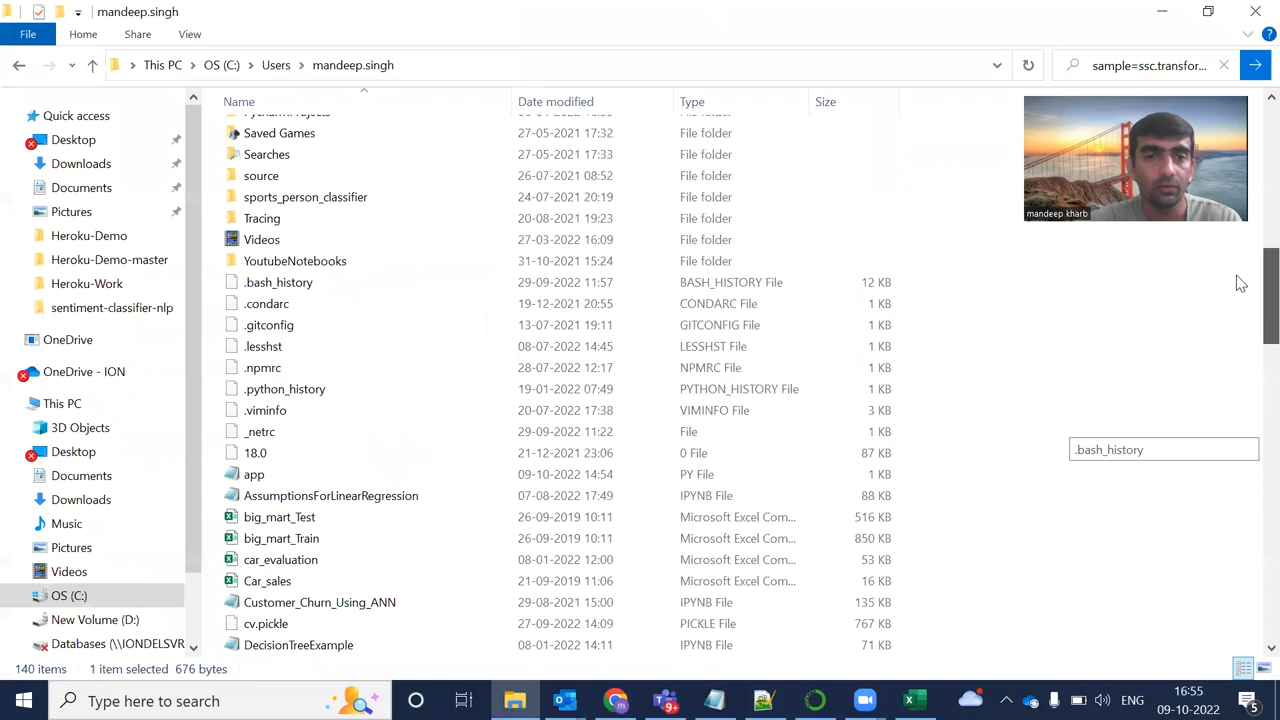 mandeep.singh
File Home Share View
This PC OS (C:) Users mandeep.singh
sample=ssc.transfor...
Name Date modified Type Size
Quick access
Desktop
Downloads
Documents
Pictures
Heroku-Demo
Heroku-Demo-master
Heroku-Work
sentiment-classifier-nlp
OneDrive
OneDrive - ION
This PC
3D Objects
Desktop
Documents
Downloads
Music
Pictures
Videos
OS (C:)
New Volume (D:)
Databases (\\IONDELSVR
Saved Games 27-05-2021 17:32 File folder
Searches 27-05-2021 17:33 File folder
source 26-07-2021 08:52 File folder
sports_person_classifier 24-07-2021 20:19 File folder
Tracing 20-08-2021 19:23 File folder
Videos 27-03-2022 16:09 File folder
YoutubeNotebooks 31-10-2021 15:24 File folder
.bash_history 29-09-2022 11:57 BASH_HISTORY File 12 KB
.condarc 19-12-2021 20:55 CONDARC File 1 KB
.gitconfig 13-07-2021 19:11 GITCONFIG File 1 KB
.lesshst 08-07-2022 14:45 LESSHST File 1 KB
.npmrc 28-07-2022 12:17 NPMRC File 1 KB
.python_history 19-01-2022 07:49 PYTHON_HISTORY File 1 KB
.viminfo 20-07-2022 17:38 VIMINFO File 3 KB
_netrc 29-09-2022 11:22 File 1 KB
18.0 21-12-2021 23:06 0 File 87 KB
app 09-10-2022 14:54 PY File 1 KB
AssumptionsForLinearRegression 07-08-2022 17:49 IPYNB File 88 KB
big_mart_Test 26-09-2019 10:11 Microsoft Excel Com... 516 KB
big_mart_Train 26-09-2019 10:11 Microsoft Excel Com... 850 KB
car_evaluation 08-01-2022 12:00 Microsoft Excel Com... 53 KB
Car_sales 21-09-2019 11:06 Microsoft Excel Com... 16 KB
Customer_Churn_Using_ANN 29-08-2021 15:00 IPYNB File 135 KB
cv.pickle 27-09-2022 14:09 PICKLE File 767 KB
DecisionTreeExample 08-01-2022 14:11 IPYNB File 71 KB
mandeep kharb
.bash_history
140 items 1 item selected 676 bytes
Type here to search
9+
ENG
16:55
09-10-2022
5